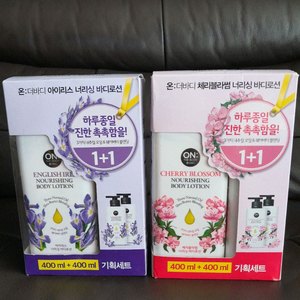 온:더바디 아이리스 너리싱 바디로션
하루종일
진한 촉촉함을!
1+1
ON:
ENGLISH IRIS
NOURISHING
BODY LOTION
400 ml + 400 ml 기획세트
온:더바디 체리블라썸 너리싱 바디로션
하루종일
진한 촉촉함을!
1+1
ON:
CHERRY BLOSSOM
NOURISHING
BODY LOTION
400 ml + 400 ml 기획세트